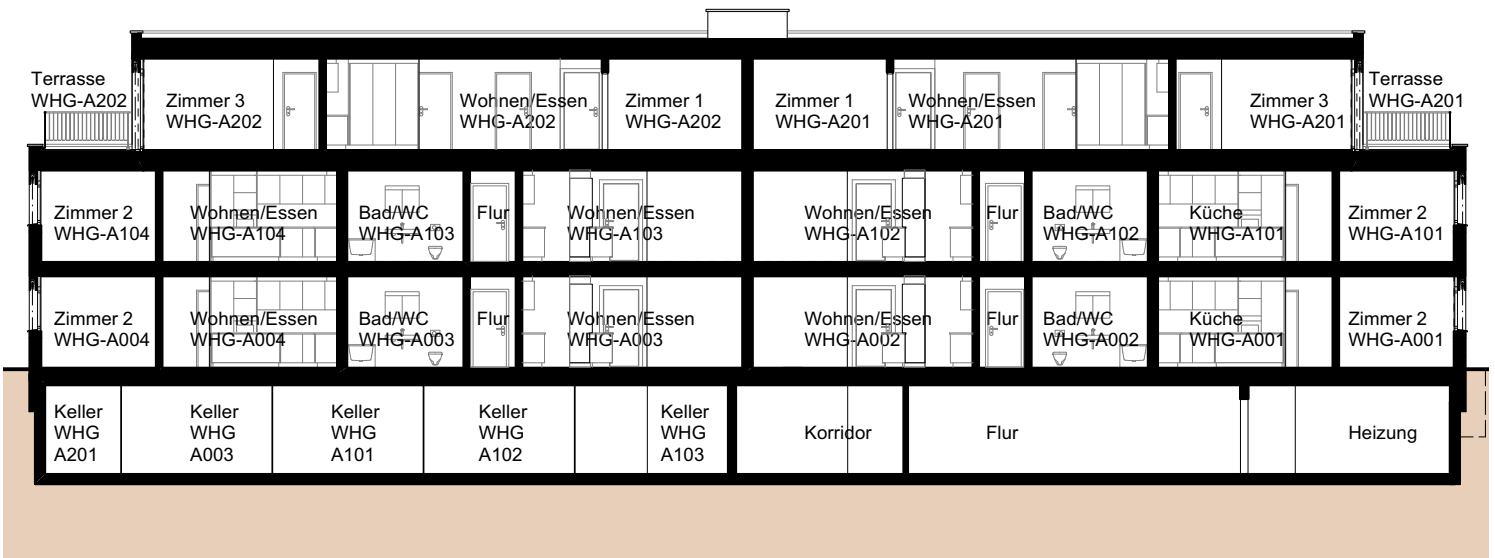 Terrasse
WHG-A202
Zimmer 3
WHG-A202
Wohnen/Essen
WHG-A202
Zimmer 1
WHG-A202
Zimmer 1
WHG-A201
Wohnen/Essen
WHG-A201
Zimmer 3
WHG-A201
Terrasse
WHG-A201
Zimmer 2
WHG-A104
Wohnen/Essen
WHG-A104
Bad/WC
WHG-A103
Flur
Wohnen/Essen
WHG-A103
Wohnen/Essen
WHG-A102
Flur
Bad/WC
WHG-A102
Küche
WHG-A101
Zimmer 2
WHG-A101
Zimmer 2
WHG-A004
Wohnen/Essen
WHG-A004
Bad/WC
WHG-A003
Flur
Wohnen/Essen
WHG-A003
Wohnen/Essen
WHG-A002
Flur
Bad/WC
WHG-A002
Küche
WHG-A001
Zimmer 2
WHG-A001
Keller
WHG
A201
Keller
WHG
A003
Keller
WHG
A101
Keller
WHG
A102
Keller
WHG
A103
Korridor
Flur
Heizung